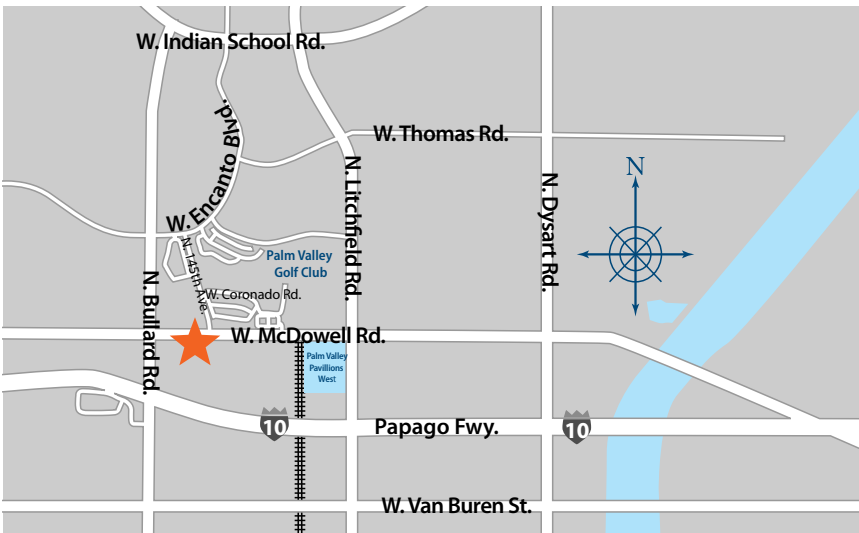 W. Indian School Rd.
W. Encanto Blvd.
W. Thomas Rd.
N
N. Litchfield Rd.
N. Dysart Rd.
N. 145th Ave.
Palm Valley
Golf Club
N. Bullard Rd.
W. Coronado Rd.
W. McDowell Rd.
Palm Valley
Pavillions
West
10
Papago Fwy.
10
W. Van Buren St.